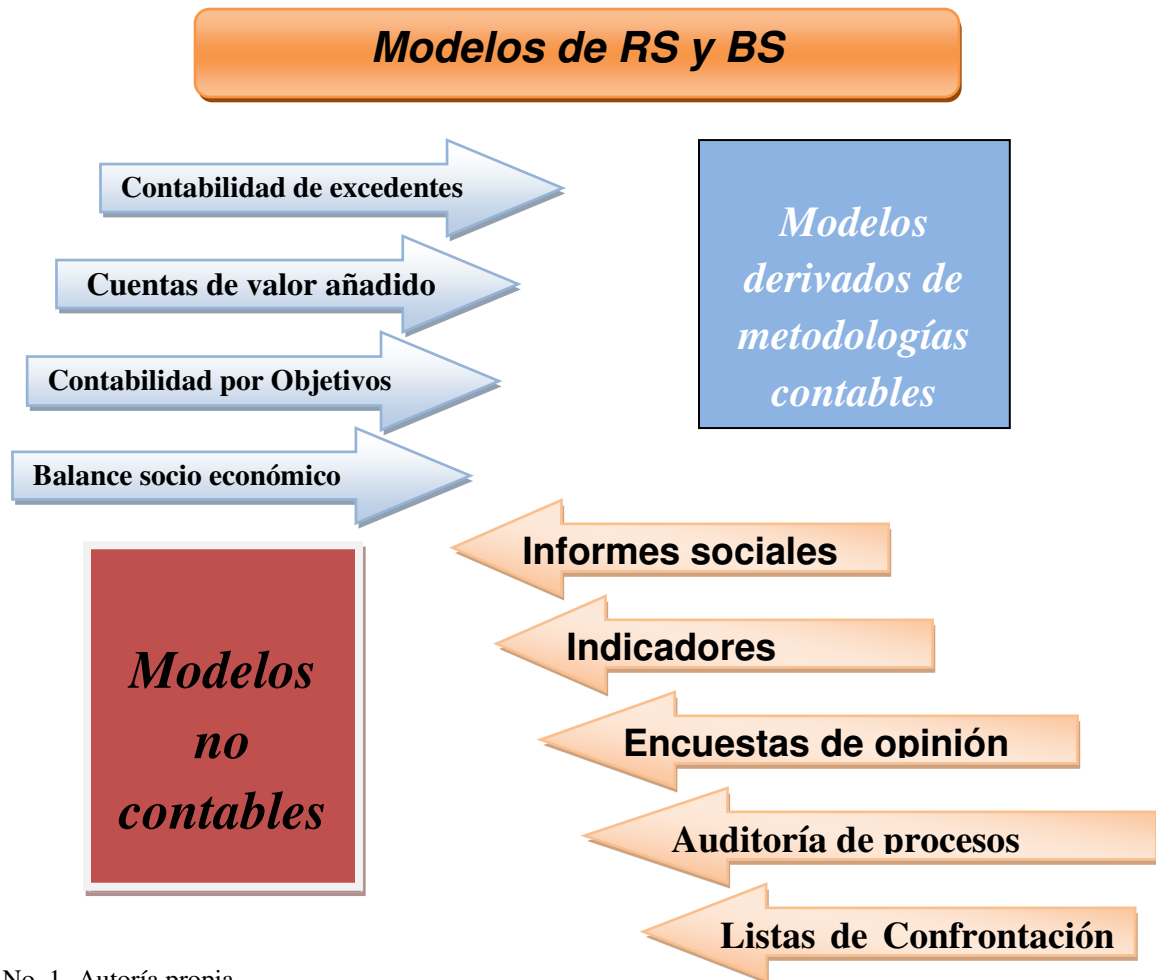 Modelos de RS y BS
Contabilidad de excedentes
Cuentas de valor añadido
Contabilidad por Objetivos
Balance socio económico
Modelos
derivados de
metodologías
contables
Informes sociales
Indicadores
Encuestas de opinión
Auditoría de procesos
Listas de Confrontación
Modelos
no
contables
No. 1 Autoría propia